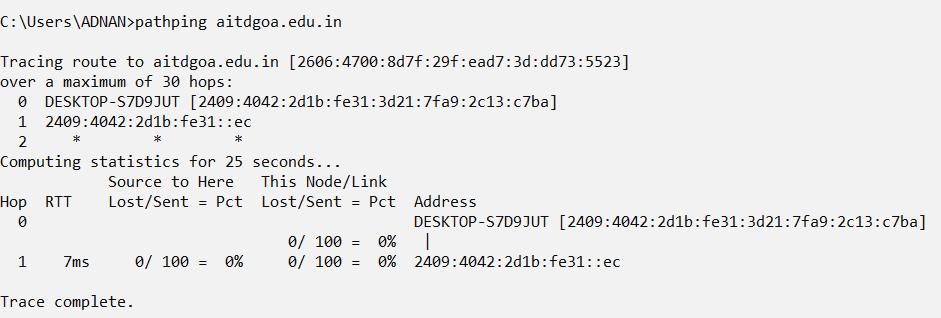 C:\Users\ADNAN>pathping aitdgoa.edu.in
Tracing route to aitdgoa.edu.in [2606:4700:8d7f:29f:ead7:3d:dd73:5523]
over a maximum of 30 hops:
  0  DESKTOP-S7D9JUT [2409:4042:2d1b:fe31:3d21:7fa9:2c13:c7ba]
  1  2409:4042:2d1b:fe31::ec
  2     *        *        *
Computing statistics for 25 seconds...
            Source to Here   This Node/Link
Hop  RTT    Lost/Sent = Pct  Lost/Sent = Pct  Address
  0                                           DESKTOP-S7D9JUT [2409:4042:2d1b:fe31:3d21:7fa9:2c13:c7ba]
                                0/ 100 =  0%   |
  1    7ms     0/ 100 =  0%     0/ 100 =  0%  2409:4042:2d1b:fe31::ec
Trace complete.